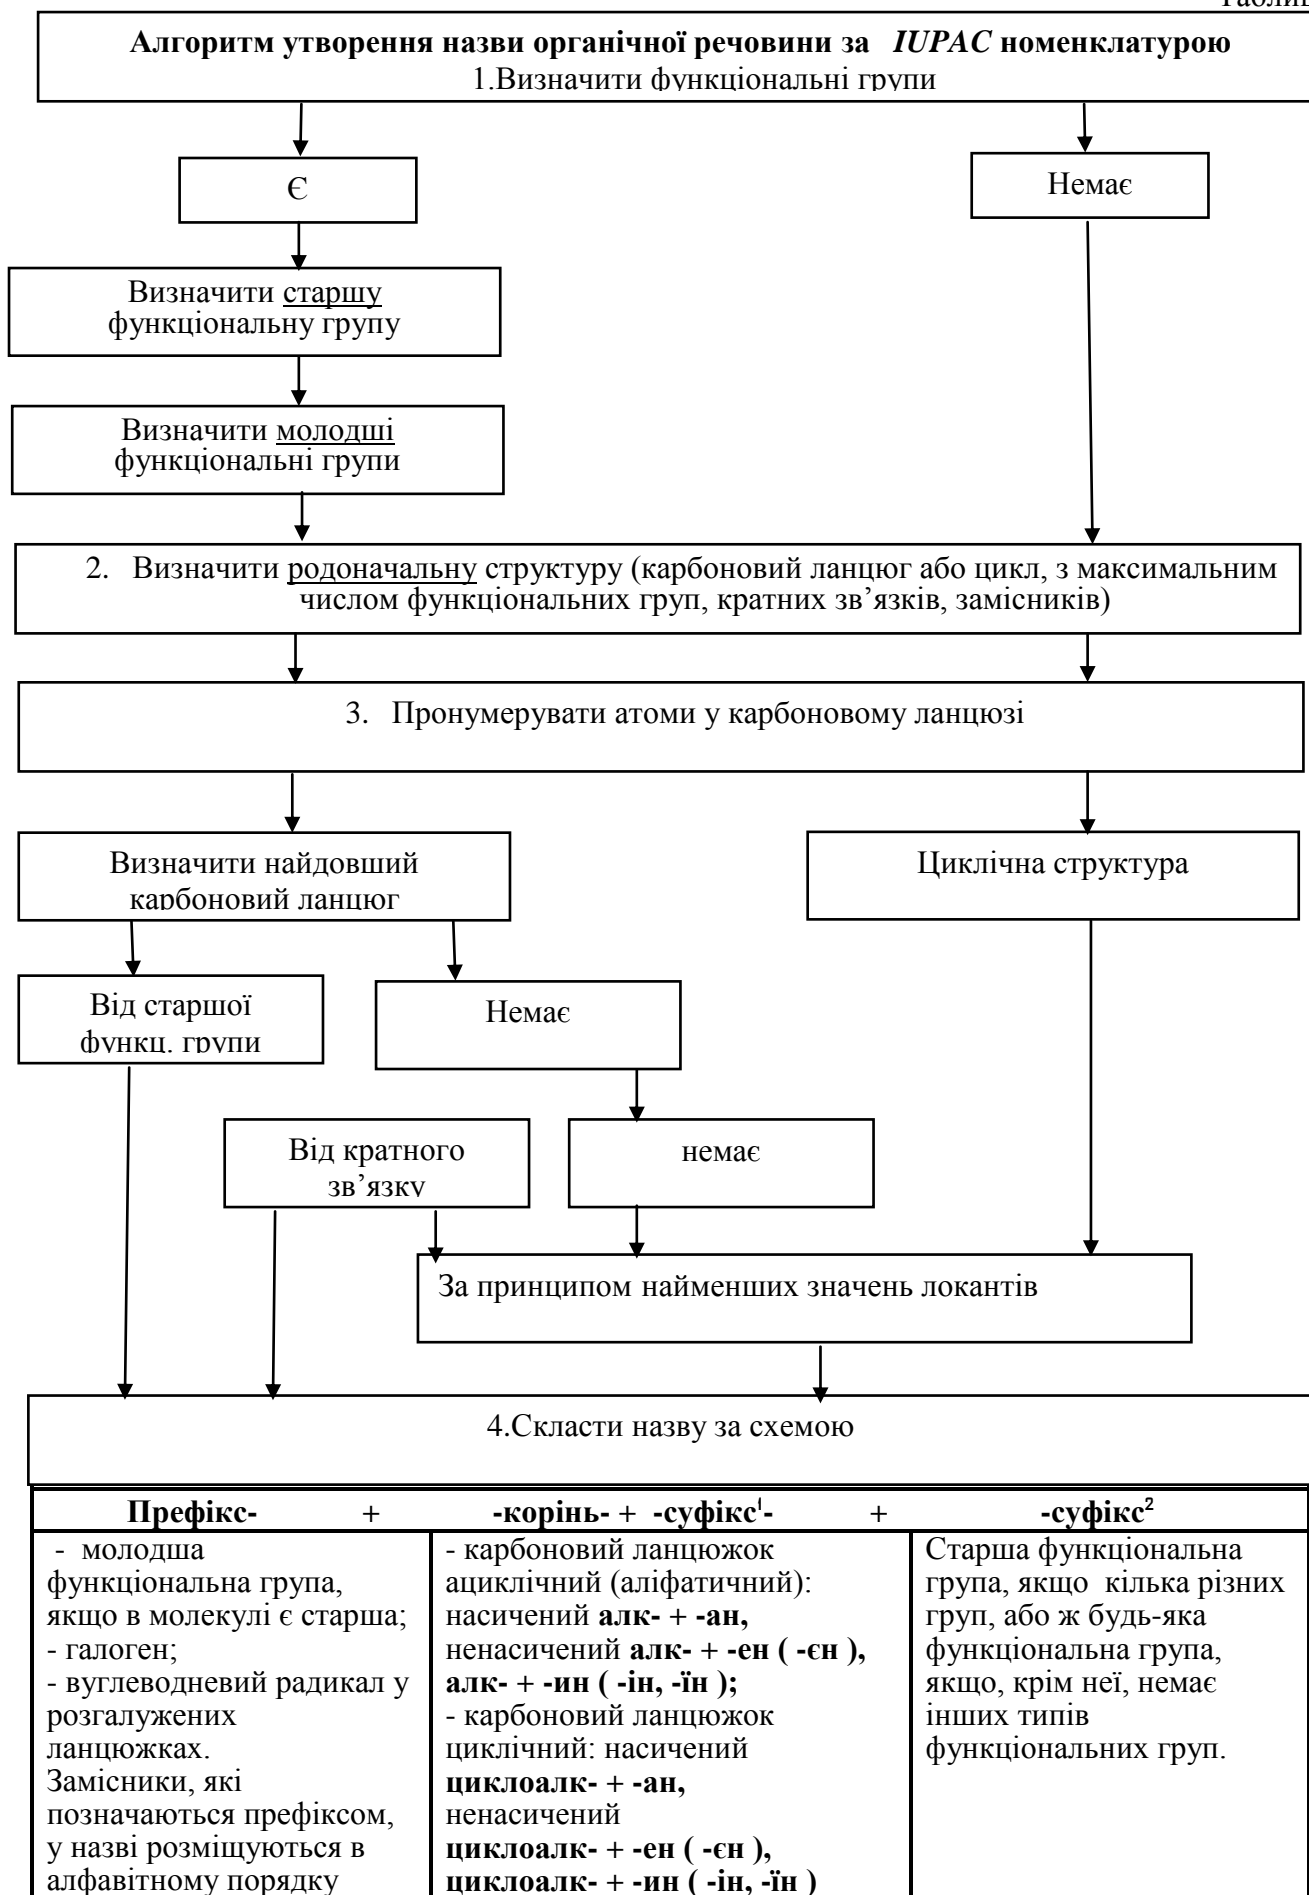 Алгоритм утворення назви органічної речовини за IUPAC номенклатурою
1.Визначити функціональні групи
Є
Немає
Визначити старшу
функціональну групу
Визначити молодші
функціональні групи
2. Визначити родоначальну структуру (карбоновий ланцюг або цикл, з максимальним
числом функціональних груп, кратних зв’язків, замісників)
3. Пронумерувати атоми у карбоновому ланцюзі
Визначити найдовший
карбоновий ланцюг
Циклічна структура
Від старшої
функц. групи
Немає
Від кратного
зв’язку
немає
За принципом найменших значень локантів
4.Скласти назву за схемою
Префікс- + -корінь- + -суфікс¹- + -суфікс²
- молодша
функціональна група,
якщо в молекулі є старша;
- галоген;
- вуглеводневий радикал у
розгалужених
ланцюжках.
Замісники, які
позначаються префіксом,
у назві розміщуються в
алфавітному порядку
- карбоновий ланцюжок
ациклічний (аліфатичний):
насичений алк- + -ан,
ненасичений алк- + -ен ( -єн ),
алк- + -ин ( -ін, -їн );
- карбоновий ланцюжок
циклічний: насичений
циклоалк- + -ан,
ненасичений
циклоалк- + -ен ( -єн ),
циклоалк- + -ин ( -ін, -їн )
Старша функціональна
група, якщо кілька різних
груп, або ж будь-яка
функціональна група,
якщо, крім неї, немає
інших типів
функціональних груп.